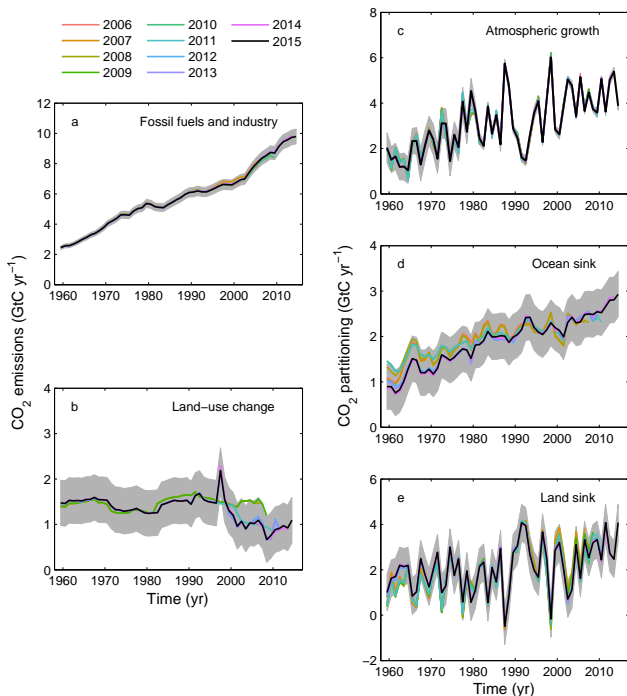 2006 2010 2014
2007 2011 2015
2008 2012
2009 2013
a Fossil fuels and industry
12
10
8
6
4
2
0
1960 1970 1980 1990 2000 2010
b Land−use change
4
3
2
1
0
1960 1970 1980 1990 2000 2010
Time (yr)
CO2 emissions (GtC yr−1)
c Atmospheric growth
8
6
4
2
0
1960 1970 1980 1990 2000 2010
d Ocean sink
4
3
2
1
0
1960 1970 1980 1990 2000 2010
e Land sink
6
4
2
0
−2
1960 1970 1980 1990 2000 2010
Time (yr)
CO2 partitioning (GtC yr−1)